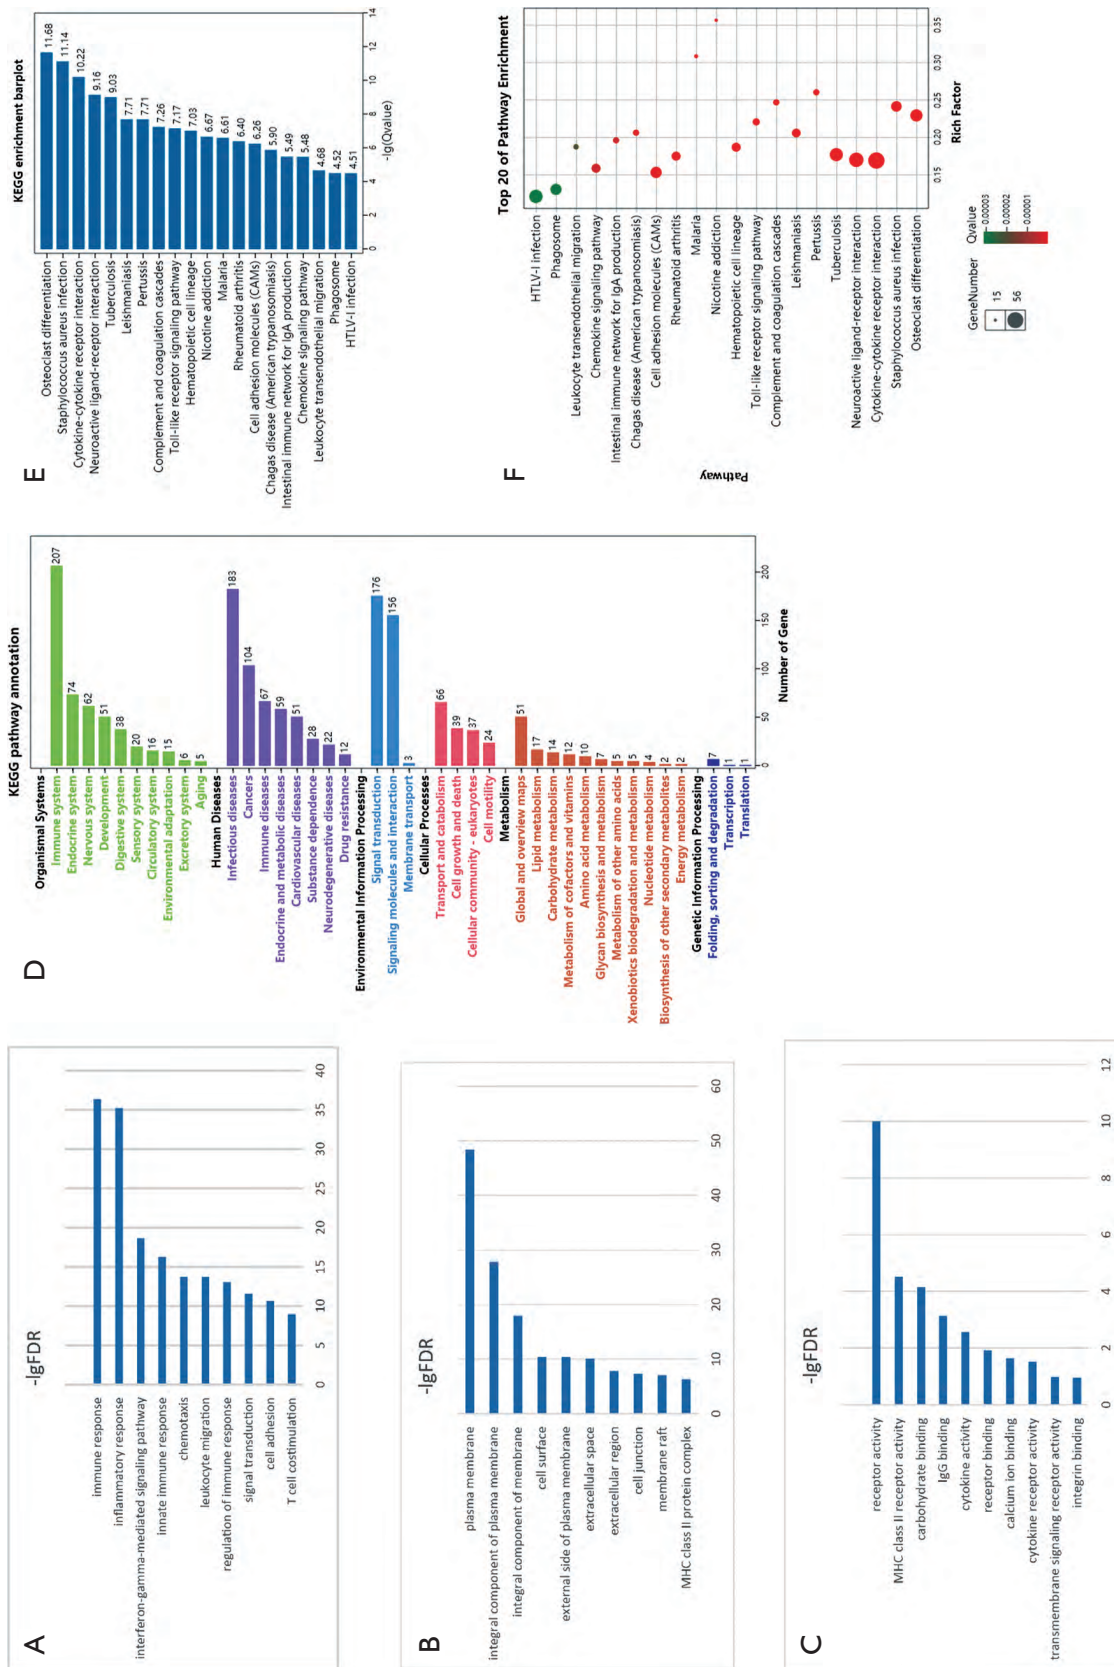 A
-lgFDR
immune response
inflammatory response
interferon-gamma-mediated signaling pathway
innate immune response
chemotaxis
leukocyte migration
regulation of immune response
signal transduction
cell adhesion
T cell costimulation
0 5 10 15 20 25 30 35 40
B
-lgFDR
plasma membrane
integral component of plasma membrane
integral component of membrane
cell surface
external side of plasma membrane
extracellular space
extracellular region
cell junction
membrane raft
MHC class II protein complex
0 10 20 30 40 50 60
C
-lgFDR
receptor activity
MHC class II receptor activity
carbohydrate binding
IgG binding
cytokine activity
receptor binding
calcium ion binding
cytokine receptor activity
transmembrane signaling receptor activity
integrin binding
0 2 4 6 8 10 12
D
KEGG pathway annotation
Organismal Systems
Immune system 207
Endocrine system 74
Nervous system 62
Development 51
Digestive system 38
Sensory system 20
Circulatory system 16
Environmental adaptation 15
Excretory system 6
Aging 5
Human Diseases
Infectious diseases 183
Cancers 104
Immune diseases 67
Endocrine and metabolic diseases 59
Cardiovascular diseases 51
Substance dependence 28
Neurodegenerative diseases 22
Drug resistance 12
Environmental Information Processing
Signal transduction 176
Signaling molecules and interaction 156
Membrane transport 3
Cellular Processes
Transport and catabolism 66
Cell growth and death 39
Cellular community - eukaryotes 37
Cell motility 24
Metabolism
Global and overview maps 51
Lipid metabolism 17
Carbohydrate metabolism 14
Metabolism of cofactors and vitamins 12
Amino acid metabolism 10
Glycan biosynthesis and metabolism 7
Metabolism of other amino acids 5
Xenobiotics biodegradation and metabolism 5
Nucleotide metabolism 4
Biosynthesis of other secondary metabolites 2
Energy metabolism 2
Genetic Information Processing
Folding, sorting and degradation 7
Transcription 1
Translation 1
0 50 100 150 200
Number of Gene
E
KEGG enrichment barplot
Osteoclast differentiation 11.68
Staphylococcus aureus infection 11.14
Cytokine-cytokine receptor interaction 10.22
Neuroactive ligand-receptor interaction 9.16
Tuberculosis 9.03
Leishmaniasis 7.71
Pertussis 7.71
Complement and coagulation cascades 7.26
Toll-like receptor signaling pathway 7.17
Hematopoietic cell lineage 7.03
Nicotine addiction 6.67
Malaria 6.61
Rheumatoid arthritis 6.40
Cell adhesion molecules (CAMs) 6.26
Chagas disease (American trypanosomiasis) 5.90
Intestinal immune network for IgA production 5.49
Chemokine signaling pathway 5.48
Leukocyte transendothelial migration 4.68
Phagosome 4.52
HTLV-I infection 4.51
0 2 4 6 8 10 12 14
-lg(Qvalue)
F
Top 20 of Pathway Enrichment
Pathway
HTLV-I infection
Phagosome
Leukocyte transendothelial migration
Chemokine signaling pathway
Intestinal immune network for IgA production
Chagas disease (American trypanosomiasis)
Cell adhesion molecules (CAMs)
Rheumatoid arthritis
Malaria
Nicotine addiction
Hematopoietic cell lineage
Toll-like receptor signaling pathway
Complement and coagulation cascades
Leishmaniasis
Pertussis
Tuberculosis
Neuroactive ligand-receptor interaction
Cytokine-cytokine receptor interaction
Staphylococcus aureus infection
Osteoclast differentiation
0.15 0.20 0.25 0.30 0.35
Rich Factor
GeneNumber
15
56
Qvalue
0.00003
0.00002
0.00001